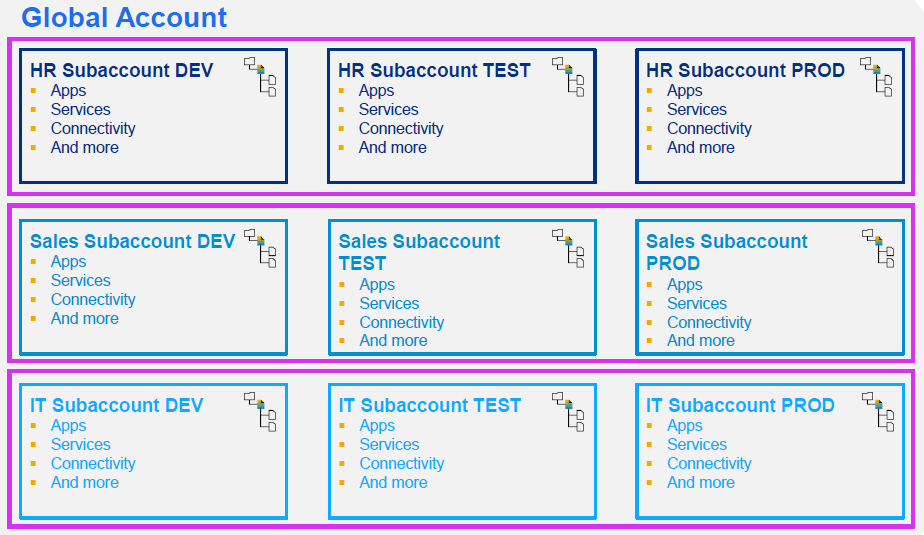 Global Account
HR Subaccount DEV
Apps
Services
Connectivity
And more
HR Subaccount TEST
Apps
Services
Connectivity
And more
HR Subaccount PROD
Apps
Services
Connectivity
And more
Sales Subaccount DEV
Apps
Services
Connectivity
And more
Sales Subaccount
TEST
Apps
Services
Connectivity
And more
Sales Subaccount
PROD
Apps
Services
Connectivity
And more
IT Subaccount DEV
Apps
Services
Connectivity
And more
IT Subaccount TEST
Apps
Services
Connectivity
And more
IT Subaccount PROD
Apps
Services
Connectivity
And more